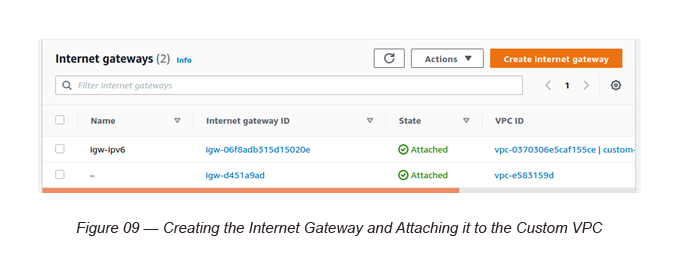 Internet gateways (2) Info Actions Create internet gateway
Filter internet gateways 1
Name Internet gateway ID State VPC ID
igw-ipv6 igw-06f8adb315d15020e Attached vpc-0370306e5caf155ce | custom-
– igw-d451a9ad Attached vpc-e583159d
Figure 09 — Creating the Internet Gateway and Attaching it to the Custom VPC